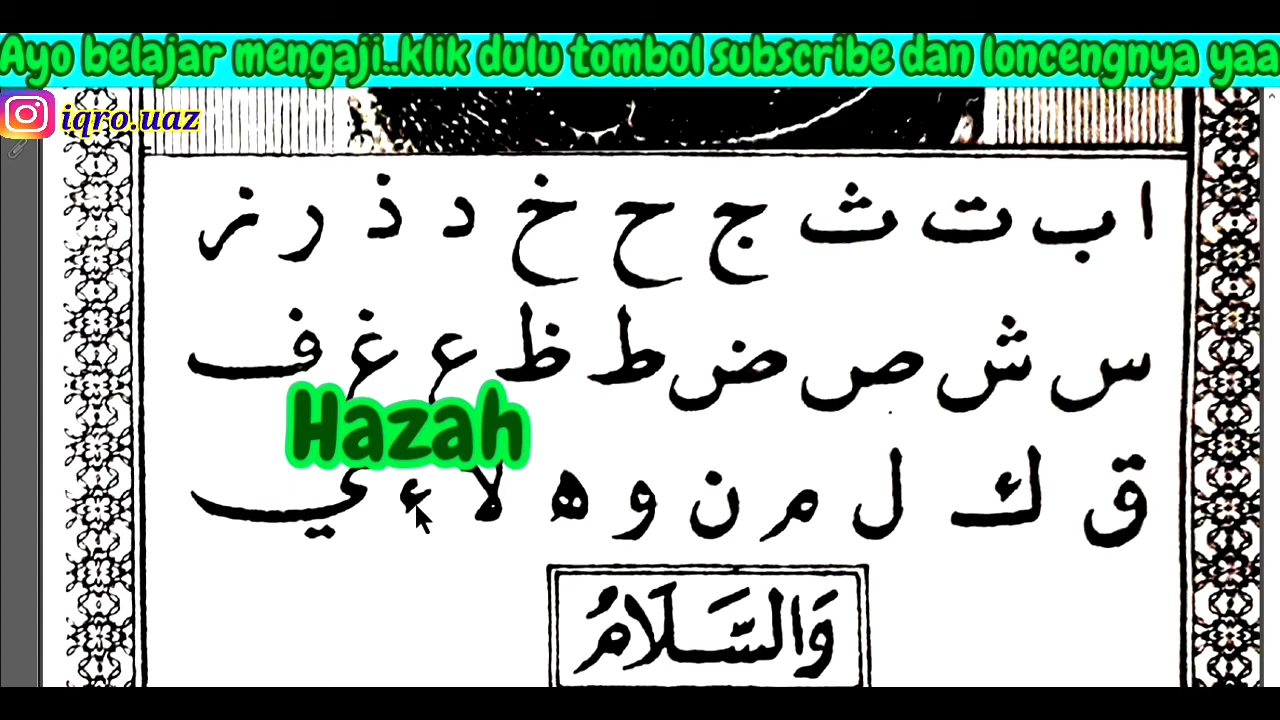 Ayo belajar mengaji..klik dulu tombol subscribe dan loncengnya yaa
iqro.uaz
ا ب ت ث ج ح خ د ذ ر ز
س ش ص ض ط ظ ع غ ف
Hazah
ق ك ل م ن و ه لا ء ي
وَالسَّلَامُ